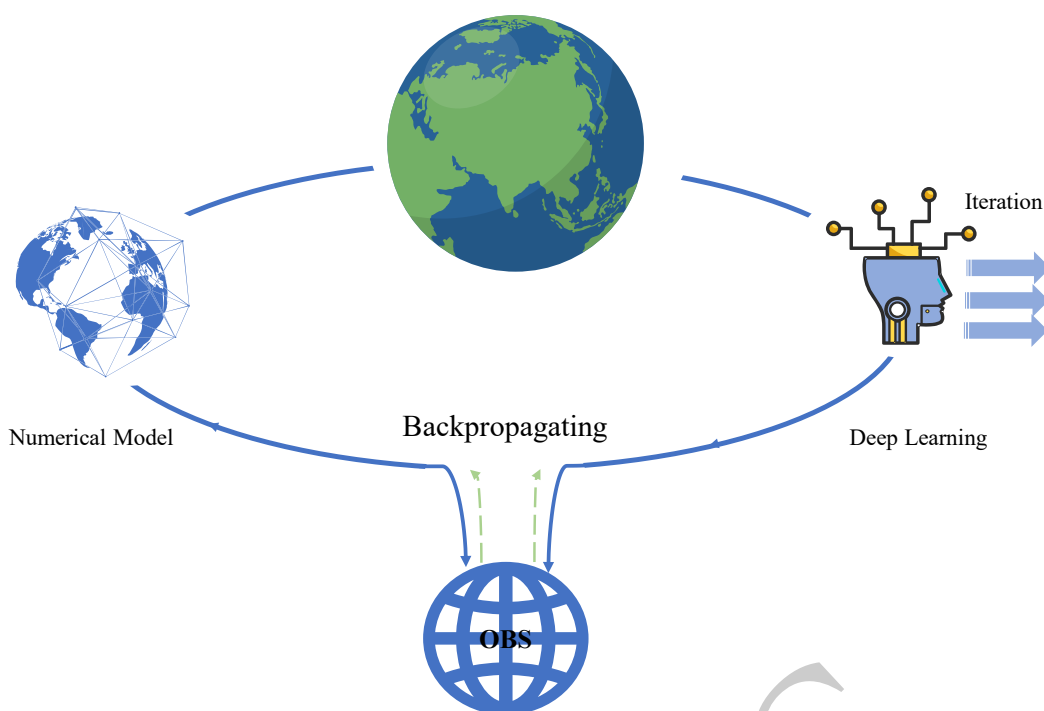 Iteration
Backpropagating
Numerical Model
Deep Learning
OBS